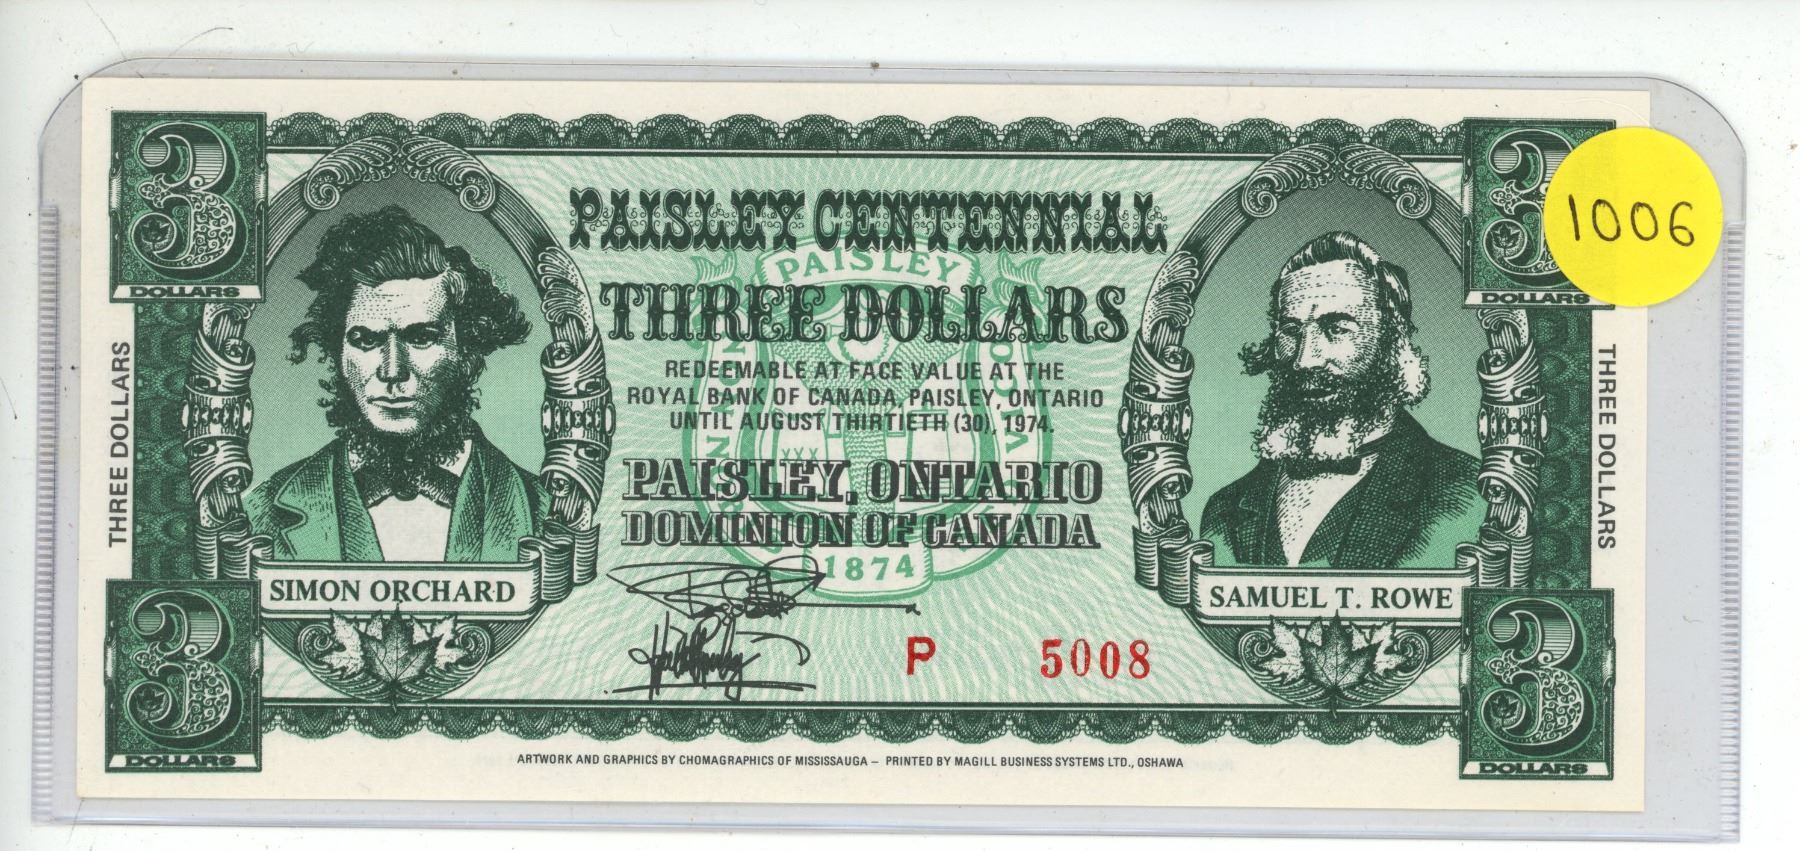 3
DOLLARS
3
DOLLARS
1006
PAISLEY CENTENNIAL
PAISLEY
THREE DOLLARS
REDEEMABLE AT FACE VALUE AT THE
ROYAL BANK OF CANADA, PAISLEY, ONTARIO
UNTIL AUGUST THIRTIETH (30), 1974.
XXX
PAISLEY, ONTARIO
DOMINION OF CANADA
1874
THREE DOLLARS
THREE DOLLARS
SIMON ORCHARD
SAMUEL T. ROWE
P 5008
3
DOLLARS
3
DOLLARS
ARTWORK AND GRAPHICS BY CHOMAGRAPHICS OF MISSISSAUGA – PRINTED BY MAGILL BUSINESS SYSTEMS LTD., OSHAWA